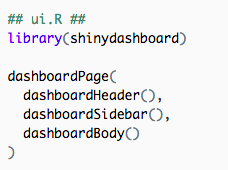 ## ui.R ##
library(shinydashboard)

dashboardPage(
  dashboardHeader(),
  dashboardSidebar(),
  dashboardBody()
)